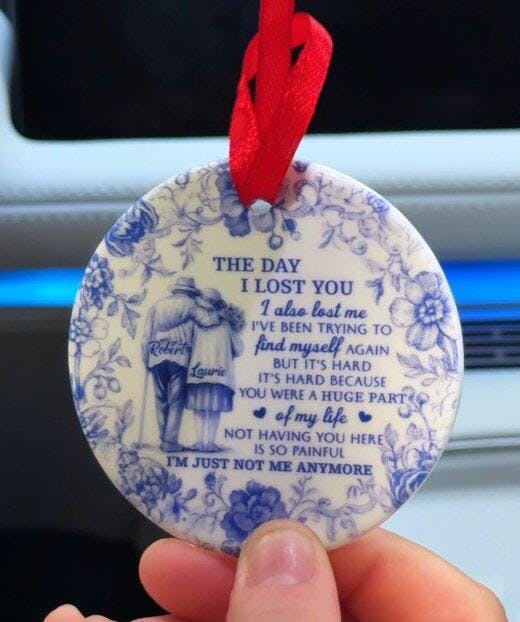 THE DAY
I LOST YOU
I also lost me
I'VE BEEN TRYING TO
find myself AGAIN
BUT IT'S HARD
IT'S HARD BECAUSE
YOU WERE A HUGE PART
of my life
NOT HAVING YOU HERE
IS SO PAINFUL
I'M JUST NOT ME ANYMORE
Robert
Laurie